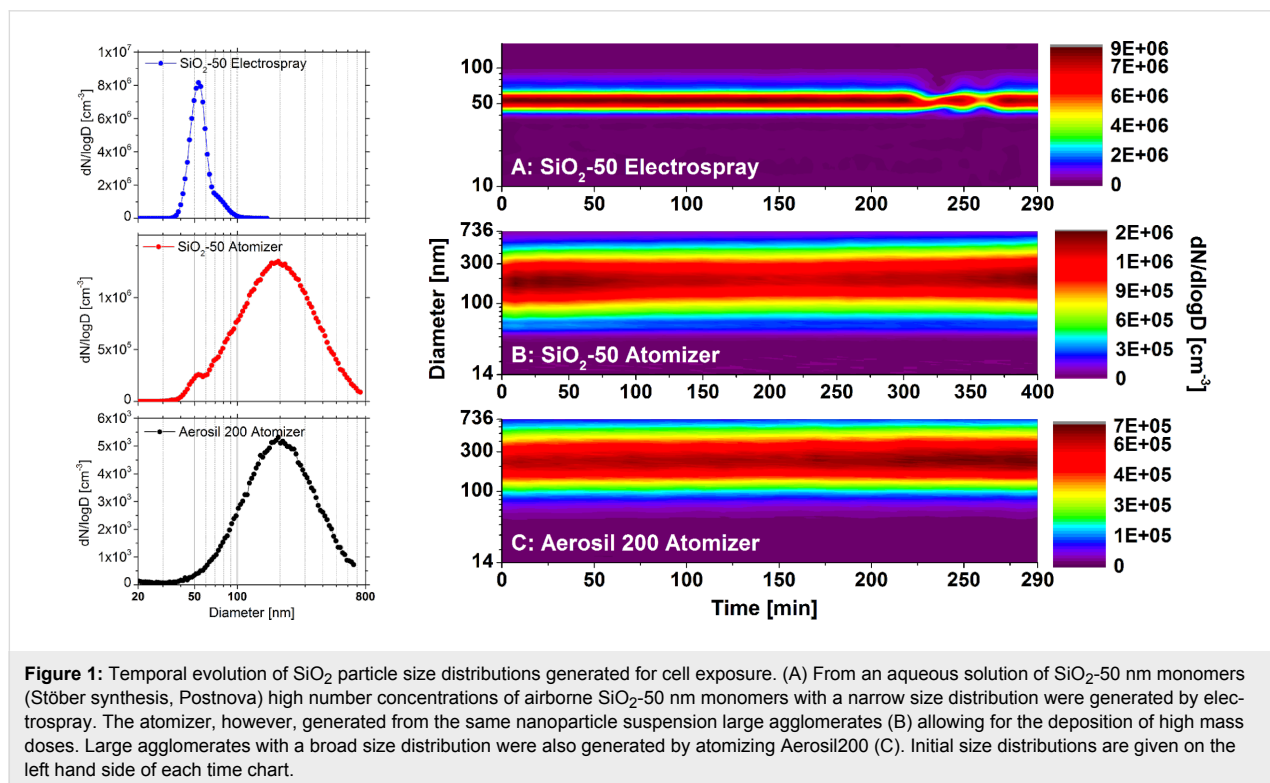 1x10⁷
8x10⁶
6x10⁶
4x10⁶
2x10⁶
0
dN/logD [cm⁻³]
SiO₂-50 Electrospray
1x10⁶
5x10⁵
0
dN/logD [cm⁻³]
SiO₂-50 Atomizer
6x10³
5x10³
4x10³
3x10³
2x10³
1x10³
0
dN/logD [cm⁻³]
Aerosil 200 Atomizer
20 100 800
Diameter [nm]
100
50
10
A: SiO₂-50 Electrospray
0 50 100 150 200 250 290
9E+06
7E+06
6E+06
4E+06
2E+06
0
736
300
100
14
Diameter [nm]
B: SiO₂-50 Atomizer
0 50 100 150 200 250 300 350 400
2E+06
1E+06
9E+05
6E+05
3E+05
0
dN/dlogD [cm⁻³]
736
300
100
14
C: Aerosil 200 Atomizer
0 50 100 150 200 250 290
Time [min]
7E+05
6E+05
4E+05
3E+05
1E+05
0
Figure 1: Temporal evolution of SiO₂ particle size distributions generated for cell exposure. (A) From an aqueous solution of SiO₂-50 nm monomers
(Stöber synthesis, Postnova) high number concentrations of airborne SiO₂-50 nm monomers with a narrow size distribution were generated by elec-
trospray. The atomizer, however, generated from the same nanoparticle suspension large agglomerates (B) allowing for the deposition of high mass
doses. Large agglomerates with a broad size distribution were also generated by atomizing Aerosil200 (C). Initial size distributions are given on the
left hand side of each time chart.